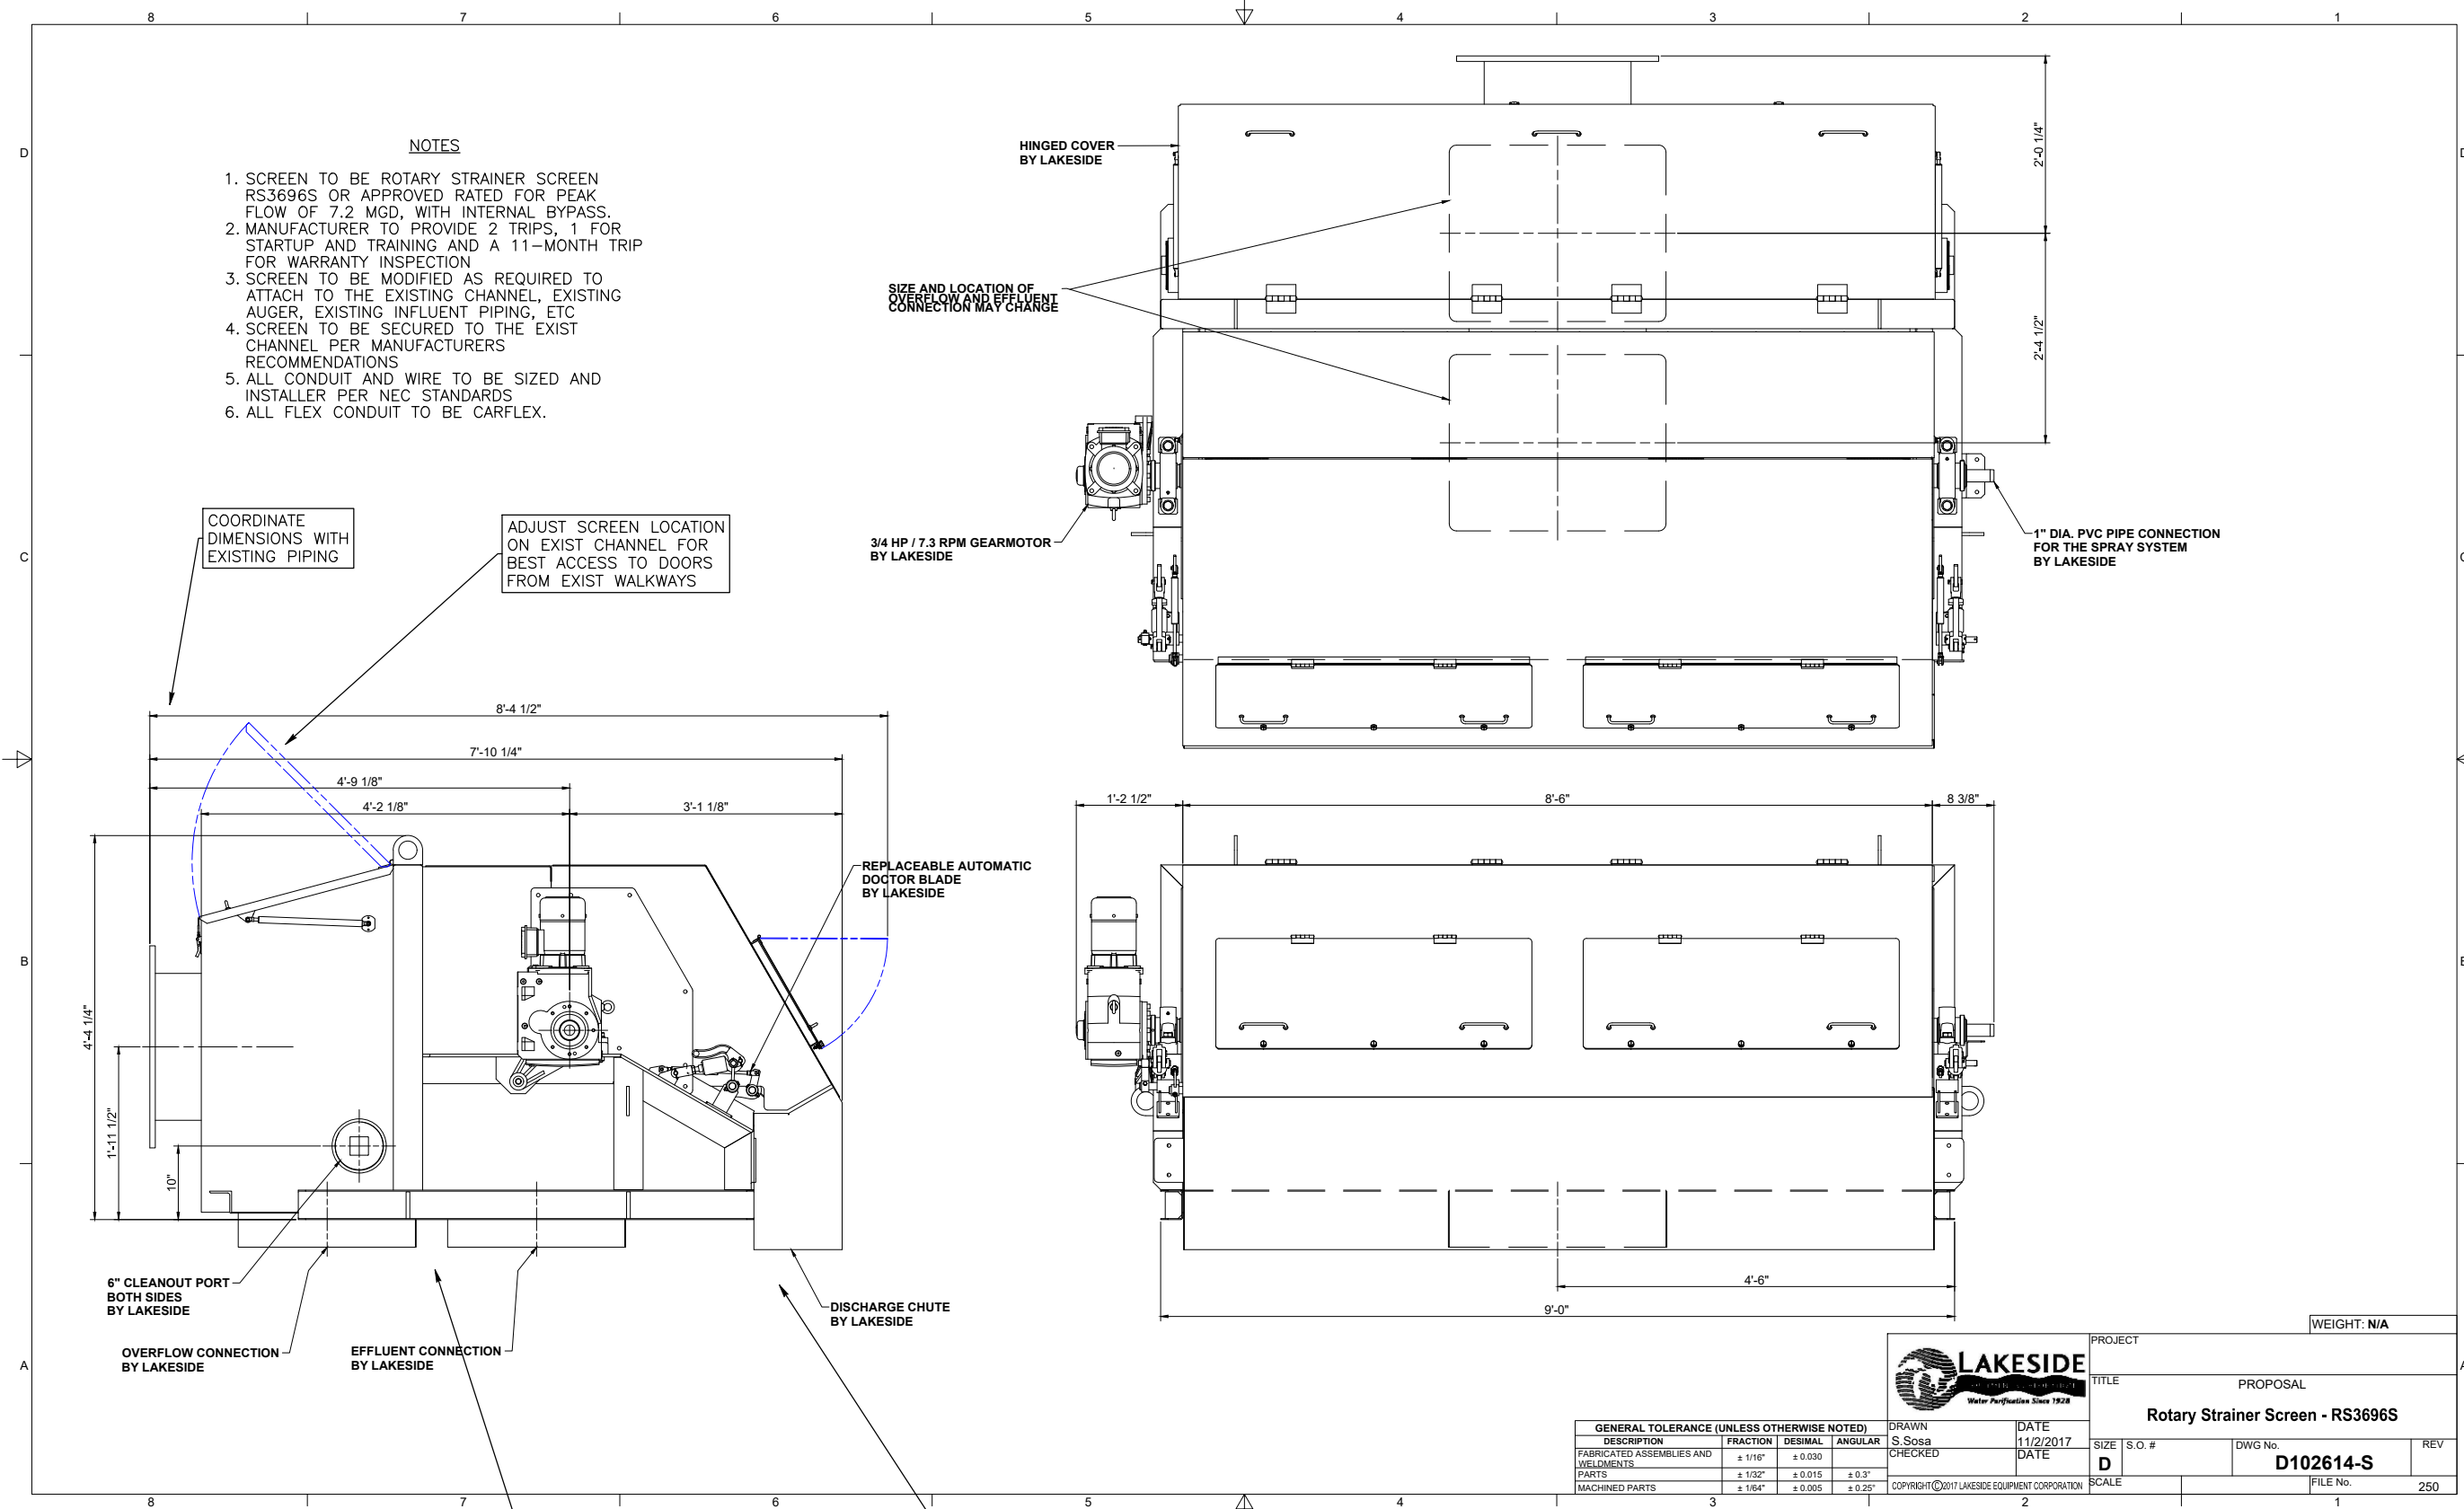 8 7 6 5 4 3 2 1
D
C
B
A
NOTES
1. SCREEN TO BE ROTARY STRAINER SCREEN
RS3696S OR APPROVED RATED FOR PEAK
FLOW OF 7.2 MGD, WITH INTERNAL BYPASS.
2. MANUFACTURER TO PROVIDE 2 TRIPS, 1 FOR
STARTUP AND TRAINING AND A 11-MONTH TRIP
FOR WARRANTY INSPECTION
3. SCREEN TO BE MODIFIED AS REQUIRED TO
ATTACH TO THE EXISTING CHANNEL, EXISTING
AUGER, EXISTING INFLUENT PIPING, ETC
4. SCREEN TO BE SECURED TO THE EXIST
CHANNEL PER MANUFACTURERS
RECOMMENDATIONS
5. ALL CONDUIT AND WIRE TO BE SIZED AND
INSTALLER PER NEC STANDARDS
6. ALL FLEX CONDUIT TO BE CARFLEX.
HINGED COVER
BY LAKESIDE
SIZE AND LOCATION OF
OVERFLOW AND EFFLUENT
CONNECTION MAY CHANGE
3/4 HP / 7.3 RPM GEARMOTOR
BY LAKESIDE
1" DIA. PVC PIPE CONNECTION
FOR THE SPRAY SYSTEM
BY LAKESIDE
2'-0 1/4"
2'-4 1/2"
COORDINATE
DIMENSIONS WITH
EXISTING PIPING
ADJUST SCREEN LOCATION
ON EXIST CHANNEL FOR
BEST ACCESS TO DOORS
FROM EXIST WALKWAYS
8'-4 1/2"
7'-10 1/4"
4'-9 1/8"
4'-2 1/8"
3'-1 1/8"
4'-4 1/4"
1'-11 1/2"
10"
REPLACEABLE AUTOMATIC
DOCTOR BLADE
BY LAKESIDE
6" CLEANOUT PORT
BOTH SIDES
BY LAKESIDE
OVERFLOW CONNECTION
BY LAKESIDE
EFFLUENT CONNECTION
BY LAKESIDE
DISCHARGE CHUTE
BY LAKESIDE
1'-2 1/2"
8'-6"
8 3/8"
4'-6"
9'-0"
WEIGHT: N/A
LAKESIDE
Water Purification Since 1928
PROJECT
TITLE
PROPOSAL
Rotary Strainer Screen - RS3696S
GENERAL TOLERANCE (UNLESS OTHERWISE NOTED)
DESCRIPTION FRACTION DESIMAL ANGULAR
FABRICATED ASSEMBLIES AND
WELDMENTS ± 1/16" ± 0.030
PARTS ± 1/32" ± 0.015 ± 0.3°
MACHINED PARTS ± 1/64" ± 0.005 ± 0.25°
DRAWN DATE
S.Sosa 11/2/2017
CHECKED DATE
COPYRIGHT©2017 LAKESIDE EQUIPMENT CORPORATION
SIZE S.O. # DWG No. REV
D D102614-S
SCALE FILE No. 250
8 7 6 5 4 3 2 1